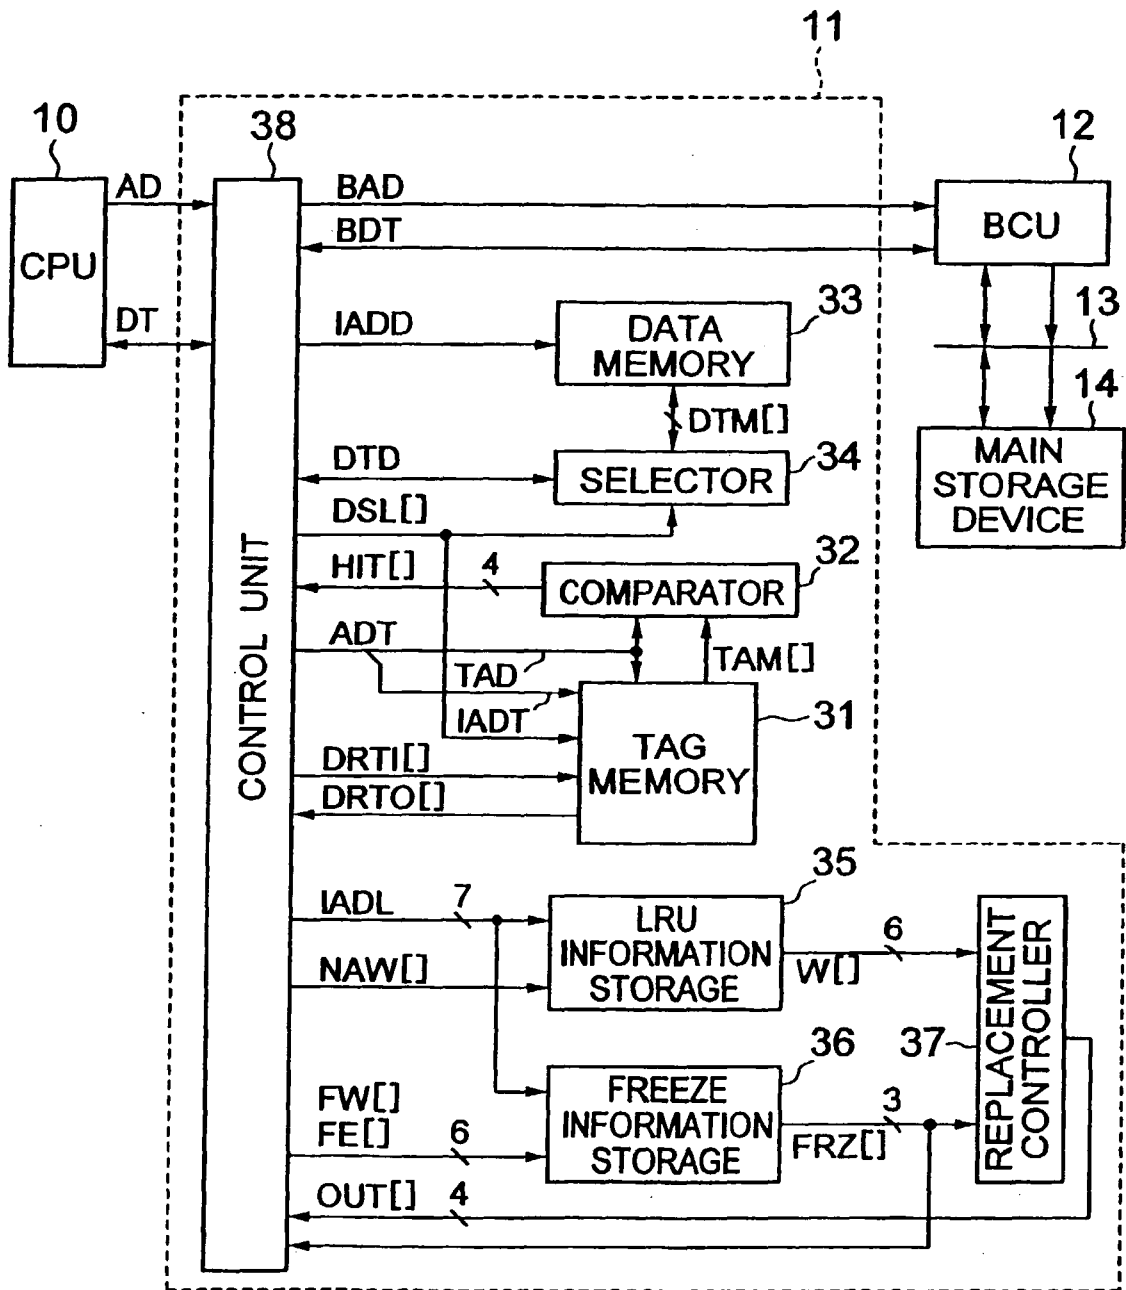 11
10
38
12
AD
BAD
BDT
BCU
CPU
DT
IADD
DATA
MEMORY
33
13
DTM[]
14
DTD
SELECTOR
34
MAIN
STORAGE
DEVICE
DSL[]
HIT[]
4
COMPARATOR
32
CONTROL UNIT
ADT
TAD
TAM[]
IADT
31
TAG
MEMORY
DRTI[]
DRTO[]
IADL
7
35
LRU
INFORMATION
STORAGE
6
W[]
NAW[]
REPLACEMENT
CONTROLLER
37
36
FREEZE
INFORMATION
STORAGE
FW[]
FE[]
6
3
FRZ[]
OUT[]
4